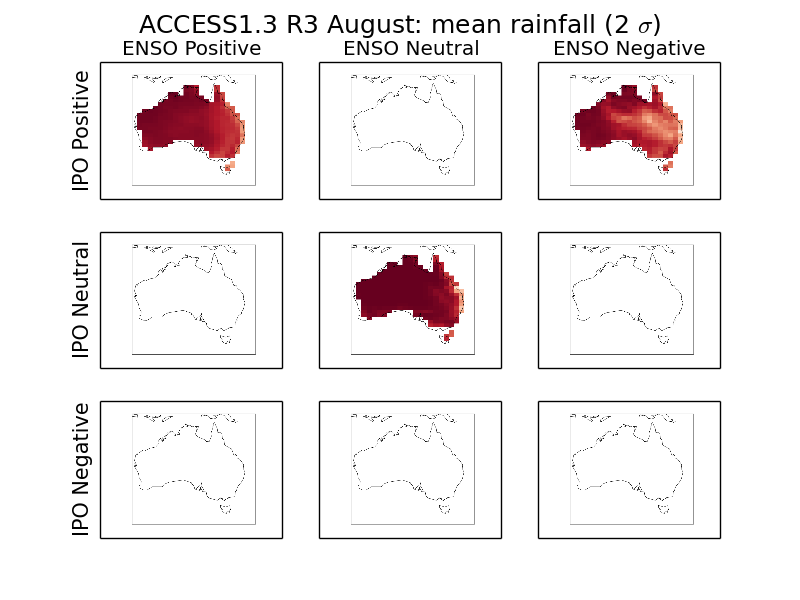 ACCESS1.3 R3 August: mean rainfall (2 σ)
ENSO Positive ENSO Neutral ENSO Negative
IPO Positive
IPO Neutral
IPO Negative